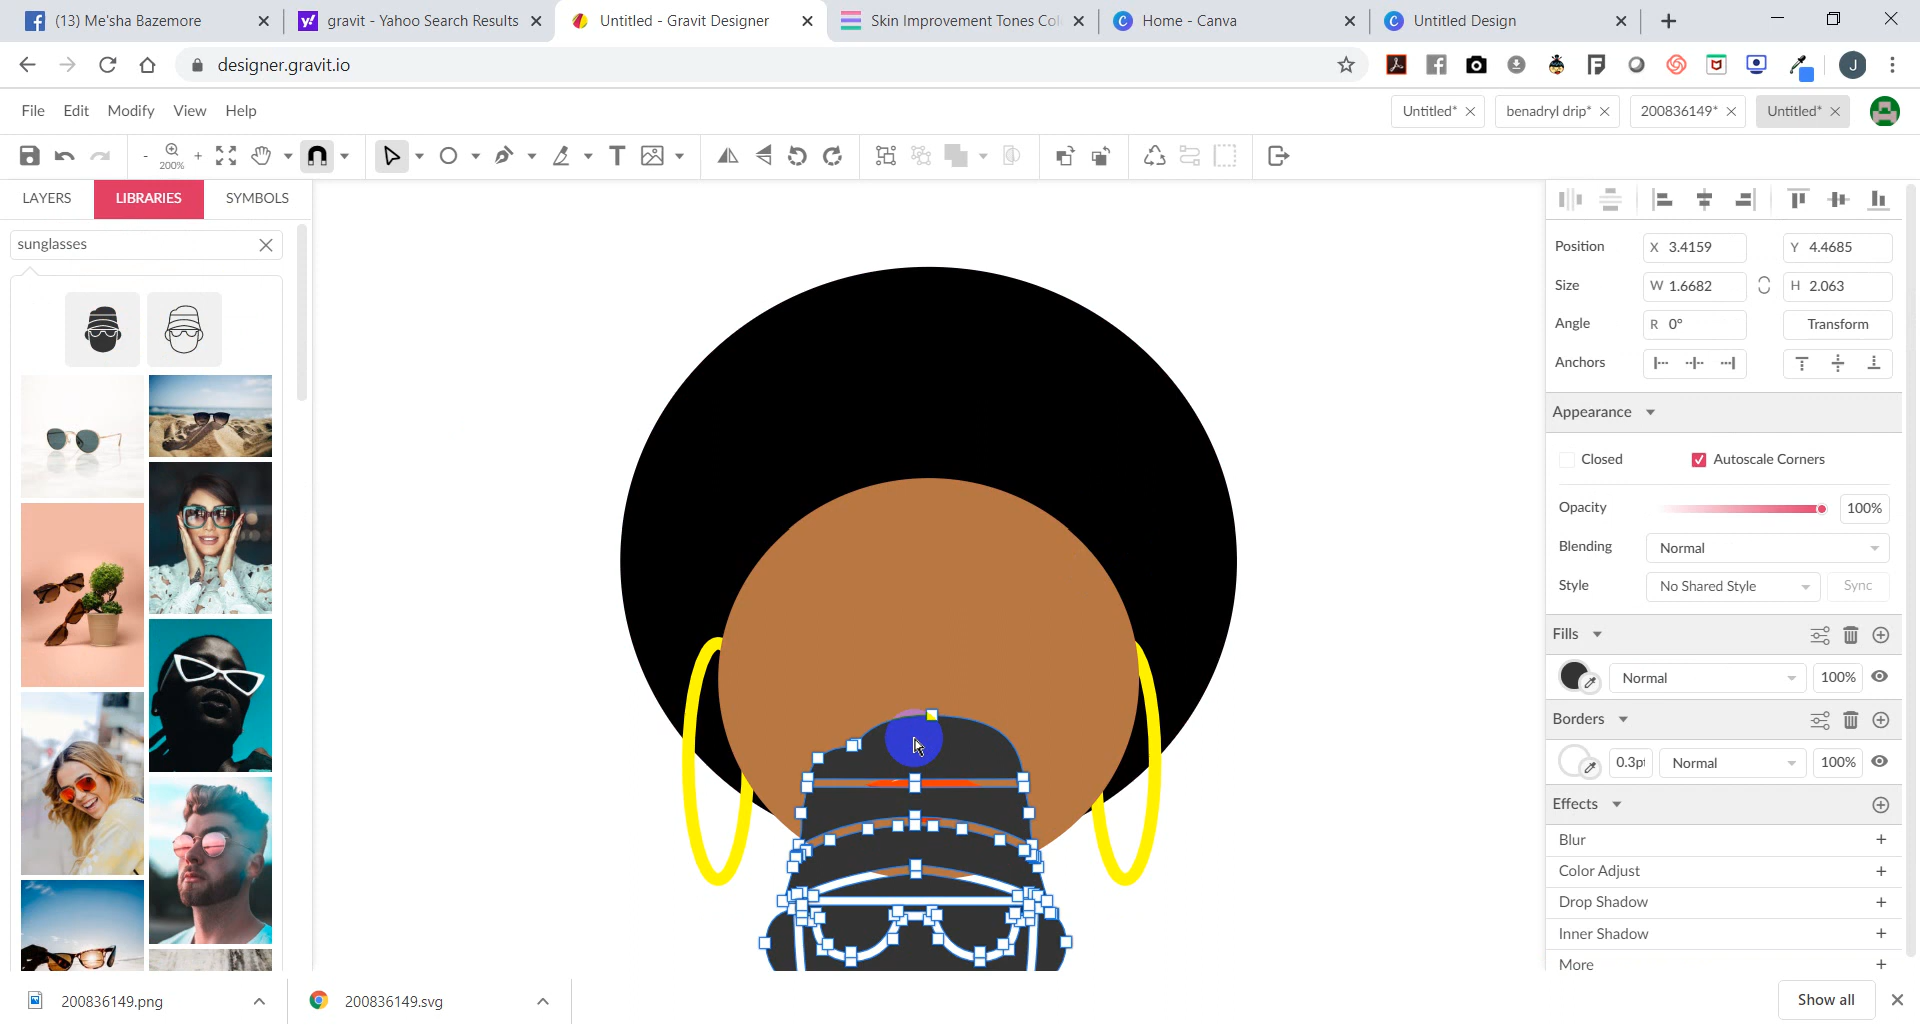 (13) Me'sha Bazemore
gravit - Yahoo Search Results
Untitled - Gravit Designer
Skin Improvement Tones Col
Home - Canva
Untitled Design
designer.gravit.io
File Edit Modify View Help
Untitled*
benadryl drip*
200836149*
Untitled*
200%
LAYERS
LIBRARIES
SYMBOLS
sunglasses
Position X 3.4159 Y 4.4685
Size W 1.6682 H 2.063
Angle R 0° Transform
Anchors
Appearance
Closed Autoscale Corners
Opacity 100%
Blending Normal
Style No Shared Style Sync
Fills
Normal 100%
Borders
0.3pt Normal 100%
Effects
Blur
Color Adjust
Drop Shadow
Inner Shadow
More
200836149.png
200836149.svg
Show all